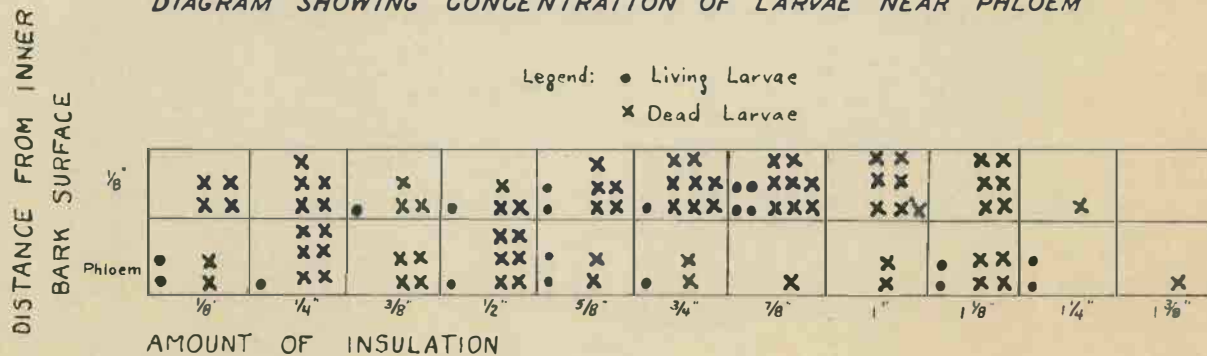 DIAGRAM SHOWING CONCENTRATION OF LARVAE NEAR PHLOEM
Legend: • Living Larvae
x Dead Larvae
DISTANCE FROM INNER
BARK SURFACE
1/8"
Phloem
1/8" 1/4" 3/8" 1/2" 5/8" 3/4" 7/8" 1" 1 1/8" 1 1/4" 1 3/8"
AMOUNT OF INSULATION